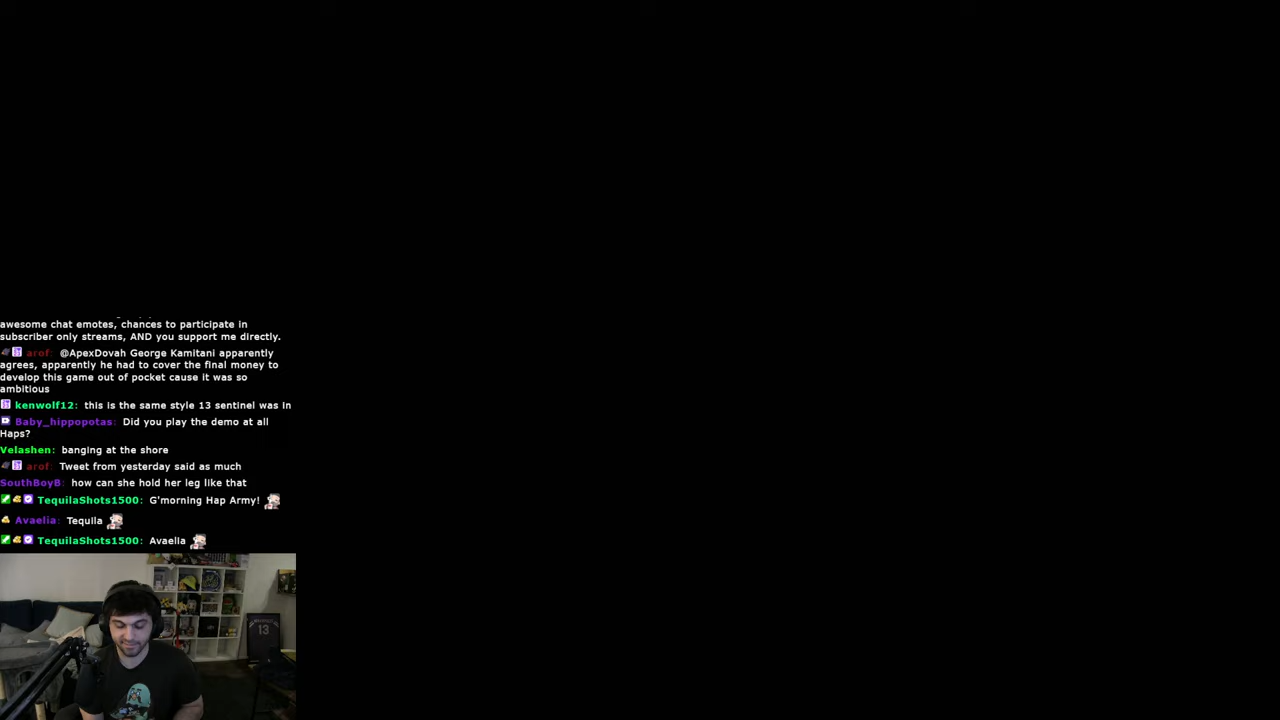 awesome chat emotes, chances to participate in
subscriber only streams, AND you support me directly.
arof: @ApexDovah George Kamitani apparently
agrees, apparently he had to cover the final money to
develop this game out of pocket cause it was so
ambitious
kenwolf12: this is the same style 13 sentinel was in
Baby_hippopotas: Did you play the demo at all
Haps?
Velashen: banging at the shore
arof: Tweet from yesterday said as much
SouthBoyB: how can she hold her leg like that
TequilaShots1500: G'morning Hap Army!
Avaelia: Tequila
TequilaShots1500: Avaelia
13